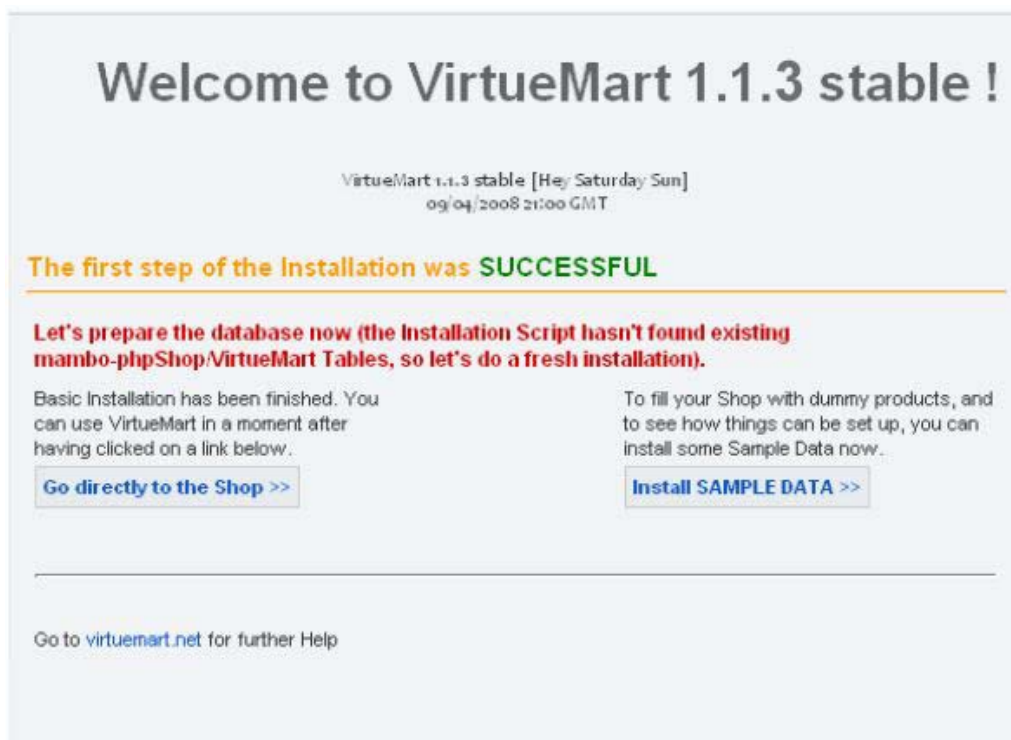 Welcome to VirtueMart 1.1.3 stable !
VirtueMart 1.1.3 stable [Hey Saturday Sun]
09/04/2008 21:00 GMT
The first step of the Installation was SUCCESSFUL
Let's prepare the database now (the Installation Script hasn't found existing
mambo-phpShop/VirtueMart Tables, so let's do a fresh installation).
Basic Installation has been finished. You
can use VirtueMart in a moment after
having clicked on a link below.
Go directly to the Shop >>
To fill your Shop with dummy products, and
to see how things can be set up, you can
install some Sample Data now.
Install SAMPLE DATA >>
Go to virtuemart.net for further Help